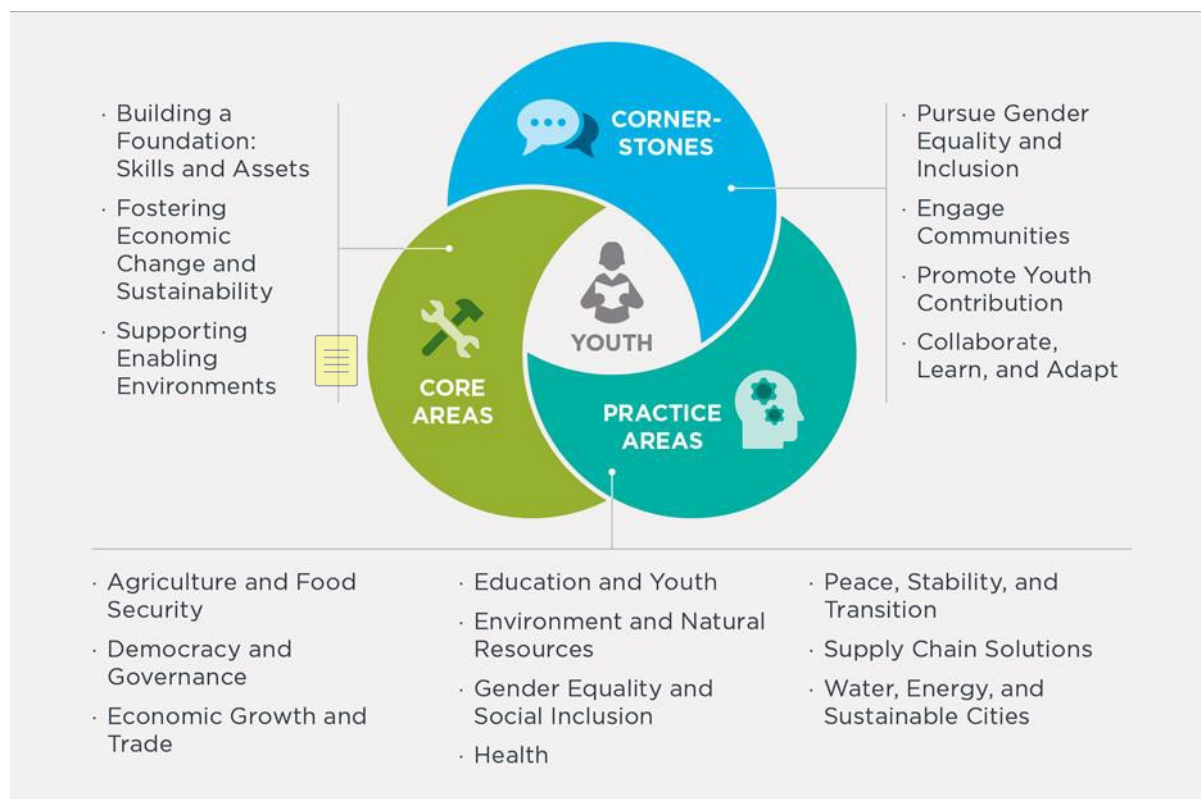 · Building a
Foundation:
Skills and Assets
· Fostering
Economic
Change and
Sustainability
· Supporting
Enabling
Environments
CORNER-
STONES
YOUTH
CORE
AREAS
PRACTICE
AREAS
· Pursue Gender
Equality and
Inclusion
· Engage
Communities
· Promote Youth
Contribution
· Collaborate,
Learn, and Adapt
· Agriculture and Food
Security
· Democracy and
Governance
· Economic Growth and
Trade
· Education and Youth
· Environment and Natural
Resources
· Gender Equality and
Social Inclusion
· Health
· Peace, Stability, and
Transition
· Supply Chain Solutions
· Water, Energy, and
Sustainable Cities